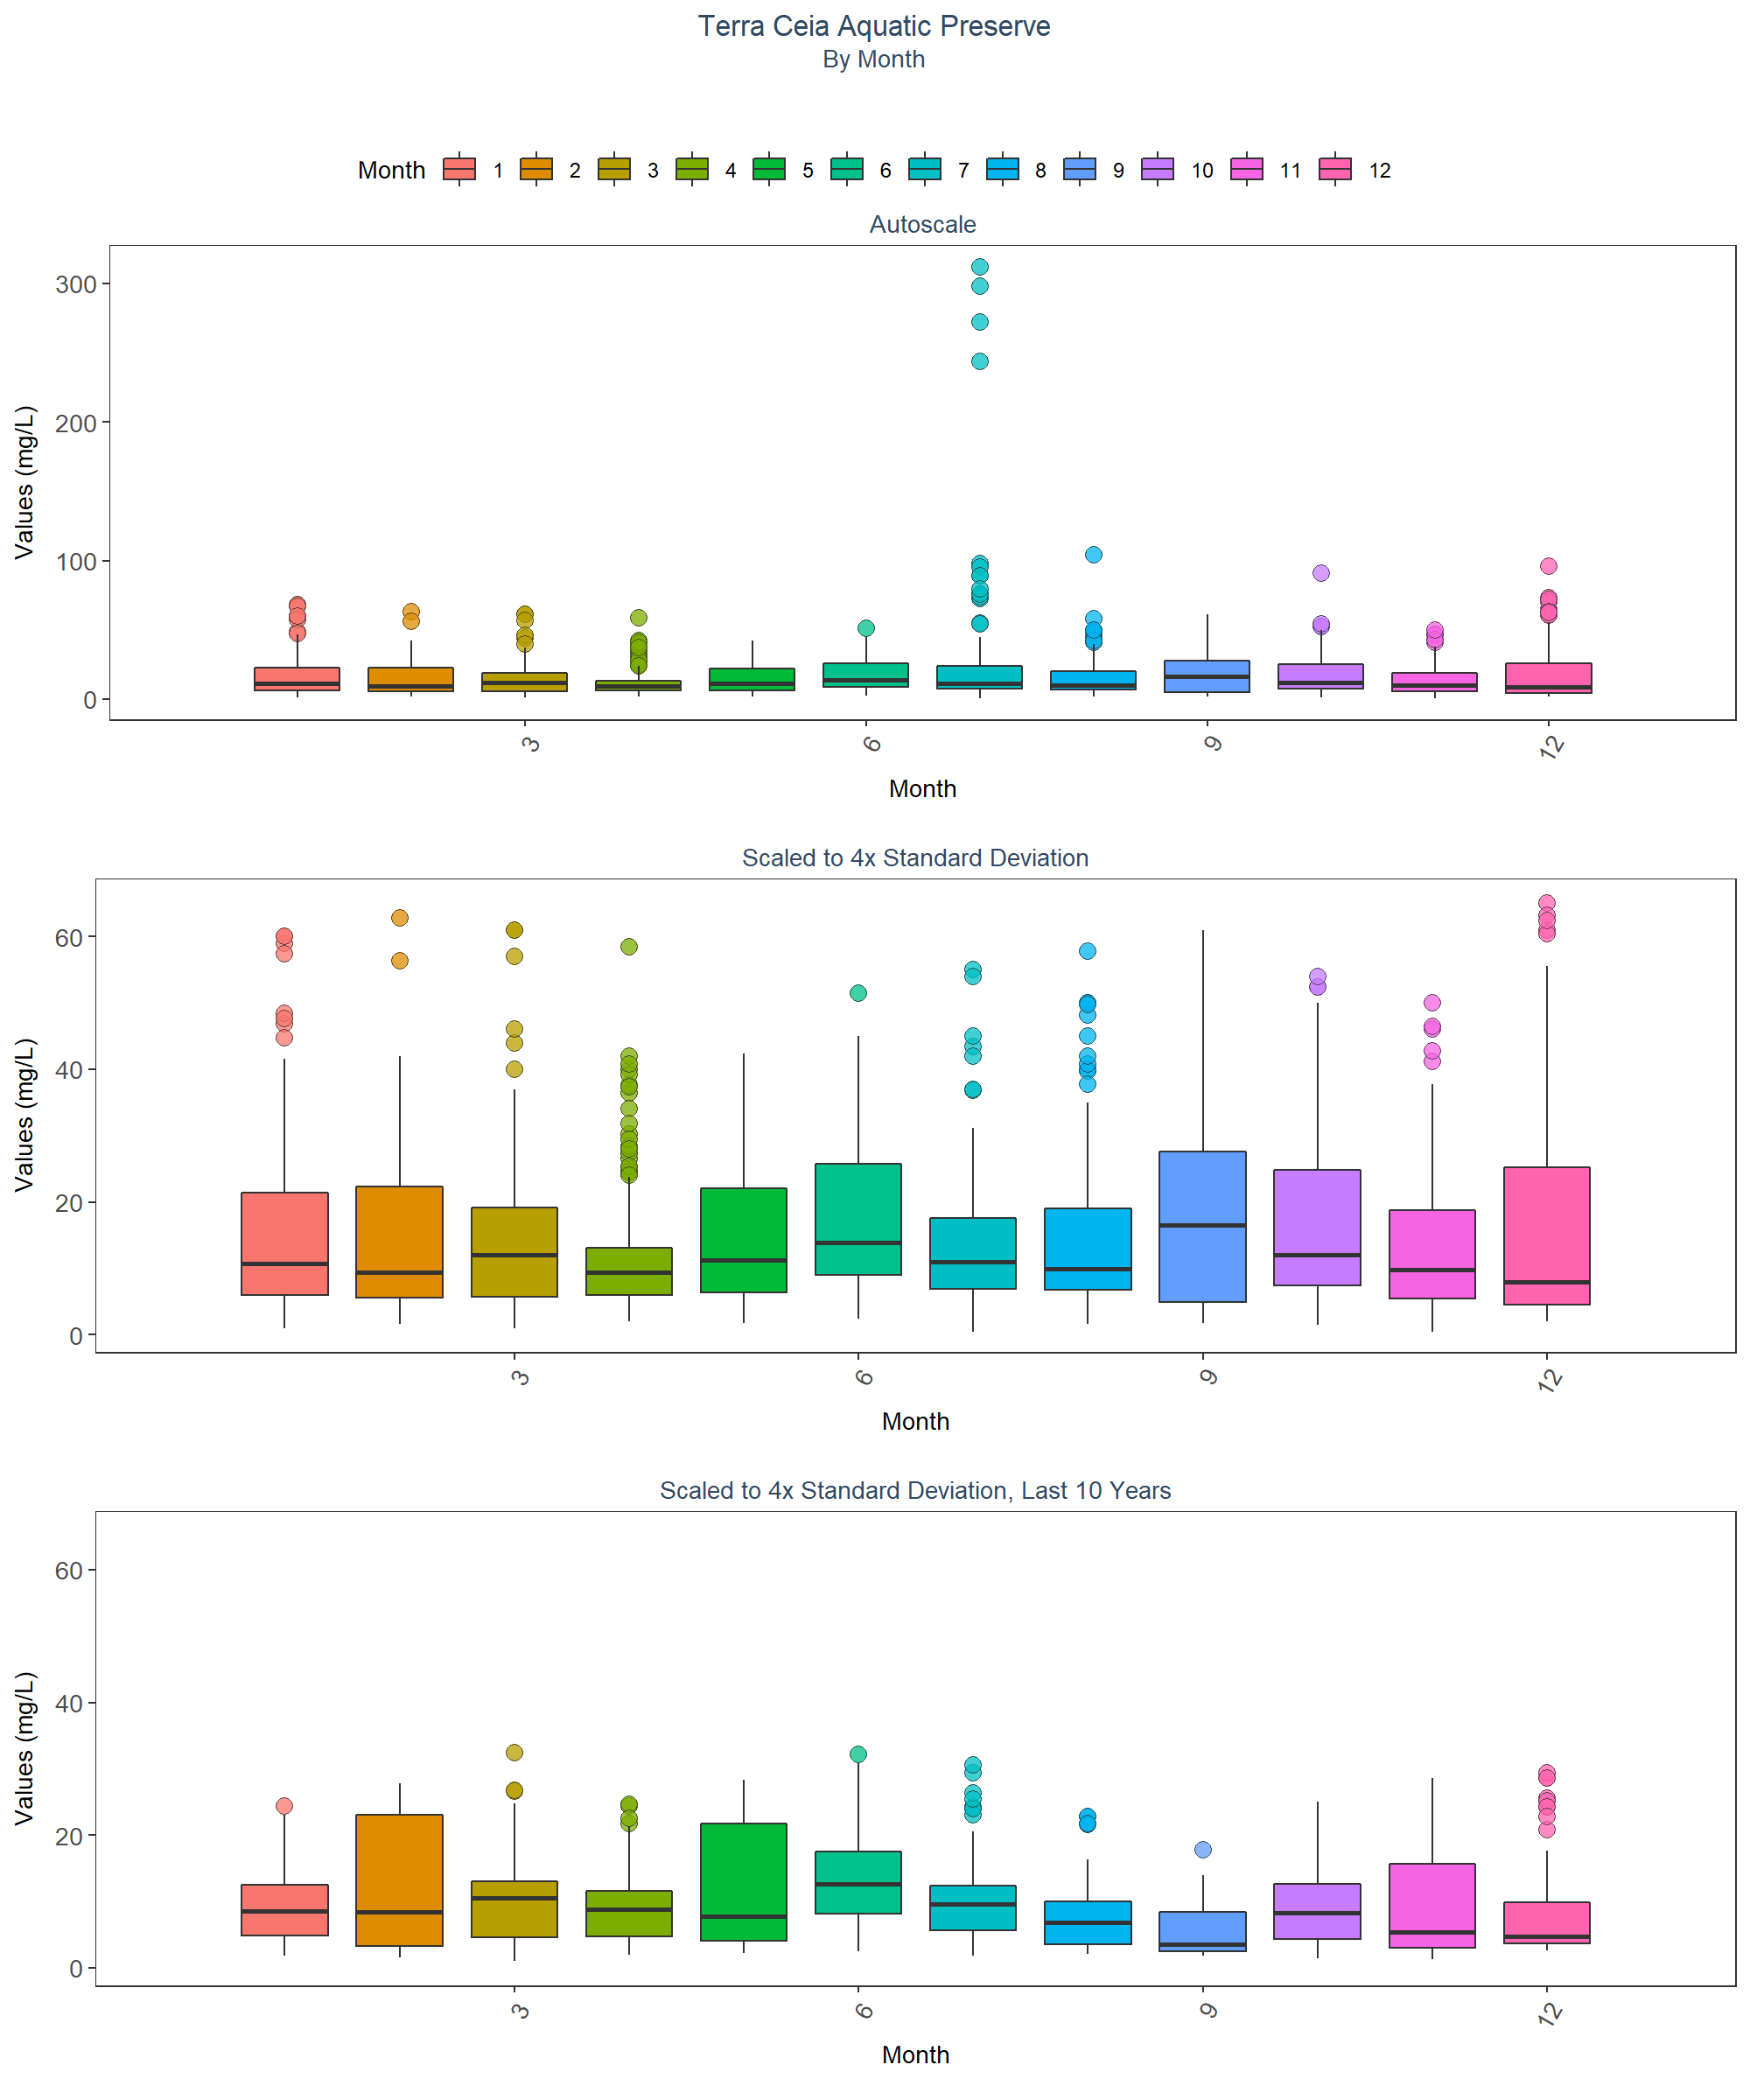 Terra Ceia Aquatic Preserve
By Month
Month 1 2 3 4 5 6 7 8 9 10 11 12
Autoscale
Values (mg/L)
300
200
100
0
3 6 9 12
Month
Scaled to 4x Standard Deviation
Values (mg/L)
60
40
20
0
3 6 9 12
Month
Scaled to 4x Standard Deviation, Last 10 Years
Values (mg/L)
60
40
20
0
3 6 9 12
Month